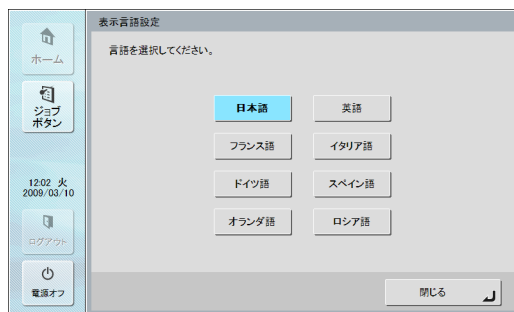 ホーム
ジョブ
ボタン
12:02 火
2009/03/10
ログアウト
電源オフ
表示言語設定
言語を選択してください。
日本語
英語
フランス語
イタリア語
ドイツ語
スペイン語
オランダ語
ロシア語
閉じる